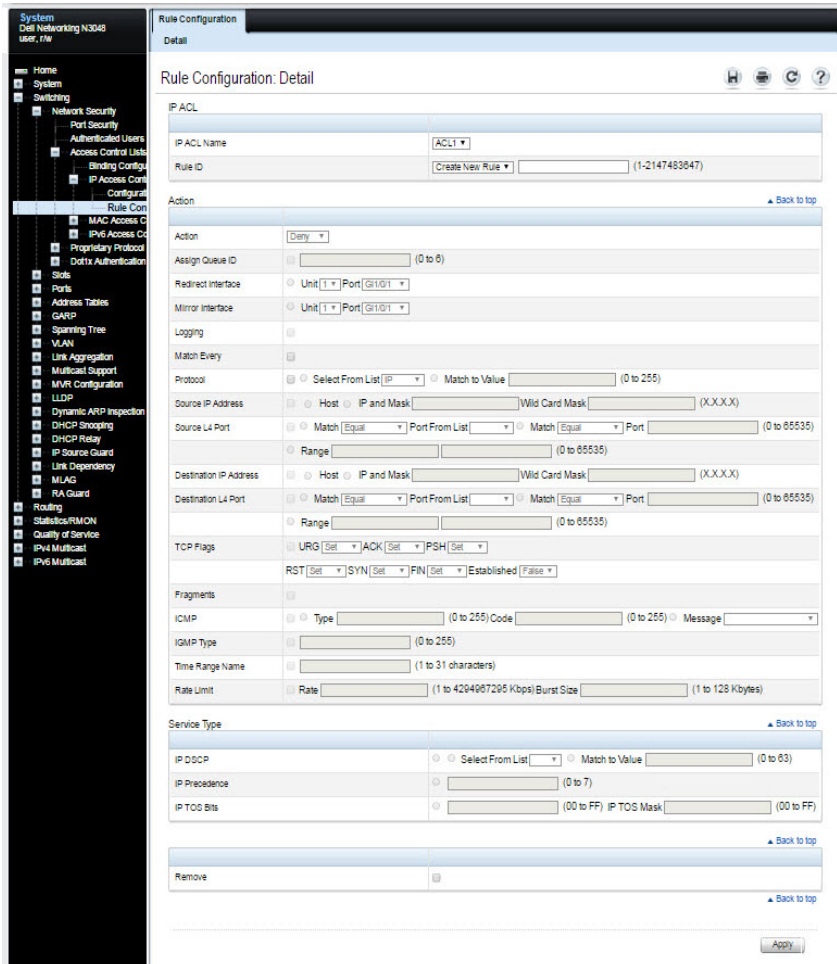 System
Dell Networking N3048
user, r/w
Home
System
Switching
Network Security
Port Security
Authenticated Users
Access Control Lists
Binding Configu
IP Access Cont
Configurat
Rule Con
MAC Access C
IPv6 Access Co
Proprietary Protocol
Dot1x Authentication
Slots
Ports
Address Tables
GARP
Spanning Tree
VLAN
Link Aggregation
Multicast Support
MVR Configuration
LLDP
Dynamic ARP Inspection
DHCP Snooping
DHCP Relay
IP Source Guard
Link Dependency
MLAG
RA Guard
Routing
Statistics/RMON
Quality of Service
IPv4 Multicast
IPv6 Multicast
Rule Configuration
Detail
Rule Configuration: Detail
IP ACL
IP ACL Name ACL1
Rule ID Create New Rule (1-2147483647)
Action Back to top
Action Deny
Assign Queue ID (0 to 6)
Redirect Interface Unit 1 Port Gi1/0/1
Mirror Interface Unit 1 Port Gi1/0/1
Logging
Match Every
Protocol Select From List IP Match to Value (0 to 255)
Source IP Address Host IP and Mask Wild Card Mask (X.X.X.X)
Source L4 Port Match Equal Port From List Match Equal Port (0 to 65535)
Range (0 to 65535)
Destination IP Address Host IP and Mask Wild Card Mask (X.X.X.X)
Destination L4 Port Match Equal Port From List Match Equal Port (0 to 65535)
Range (0 to 65535)
TCP Flags URG Set ACK Set PSH Set
RST Set SYN Set FIN Set Established False
Fragments
ICMP Type (0 to 255) Code (0 to 255) Message
IGMP Type (0 to 255)
Time Range Name (1 to 31 characters)
Rate Limit Rate (1 to 4294967295 Kbps) Burst Size (1 to 128 Kbytes)
Service Type Back to top
IP DSCP Select From List Match to Value (0 to 63)
IP Precedence (0 to 7)
IP TOS Bits (00 to FF) IP TOS Mask (00 to FF)
Back to top
Remove
Back to top
Apply